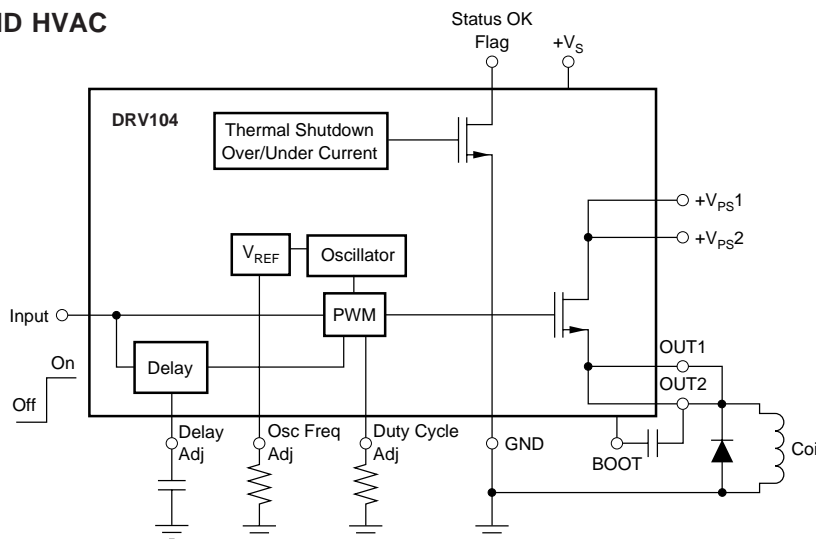 ND HVAC
Status OK
Flag
+VS
DRV104
Thermal Shutdown
Over/Under Current
+VPS1
+VPS2
VREF
Oscillator
Input
PWM
On
Off
Delay
OUT1
OUT2
Delay
Adj
Osc Freq
Adj
Duty Cycle
Adj
GND
BOOT
Coi